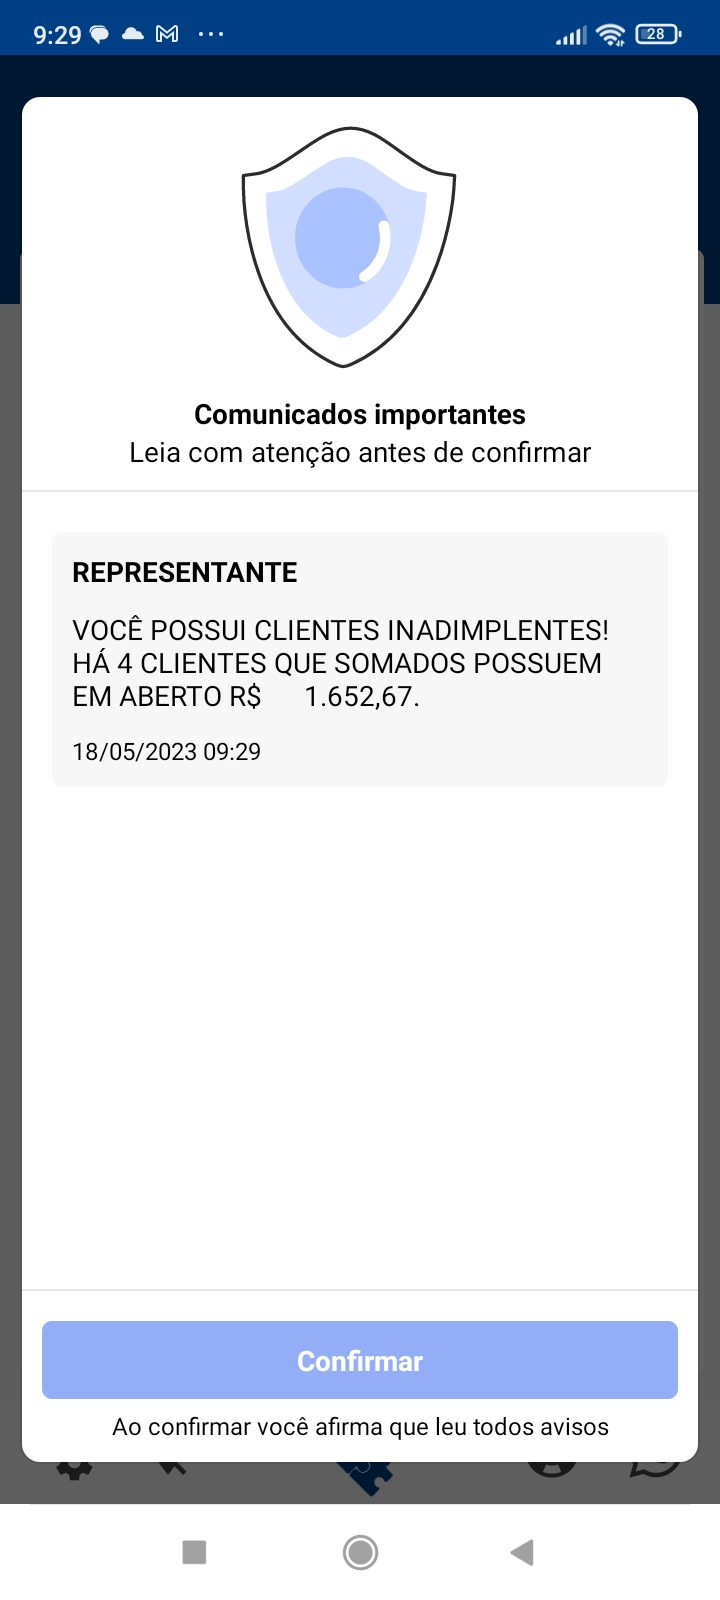 9:29
28
Comunicados importantes
Leia com atenção antes de confirmar
REPRESENTANTE
VOCÊ POSSUI CLIENTES INADIMPLENTES!
HÁ 4 CLIENTES QUE SOMADOS POSSUEM
EM ABERTO R$      1.652,67.
18/05/2023 09:29
Confirmar
Ao confirmar você afirma que leu todos avisos